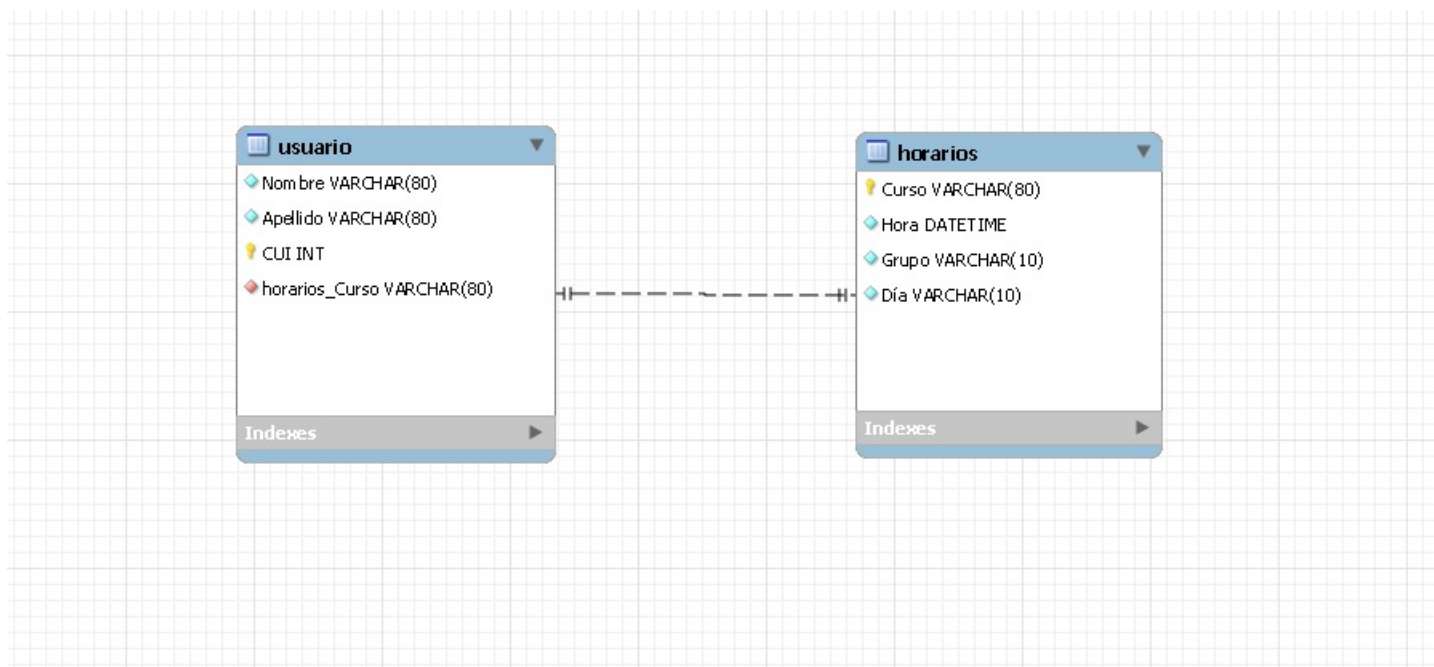 usuario
Nombre VARCHAR(80)
Apellido VARCHAR(80)
CUI INT
horarios_Curso VARCHAR(80)
Indexes
horarios
Curso VARCHAR(80)
Hora DATETIME
Grupo VARCHAR(10)
Día VARCHAR(10)
Indexes